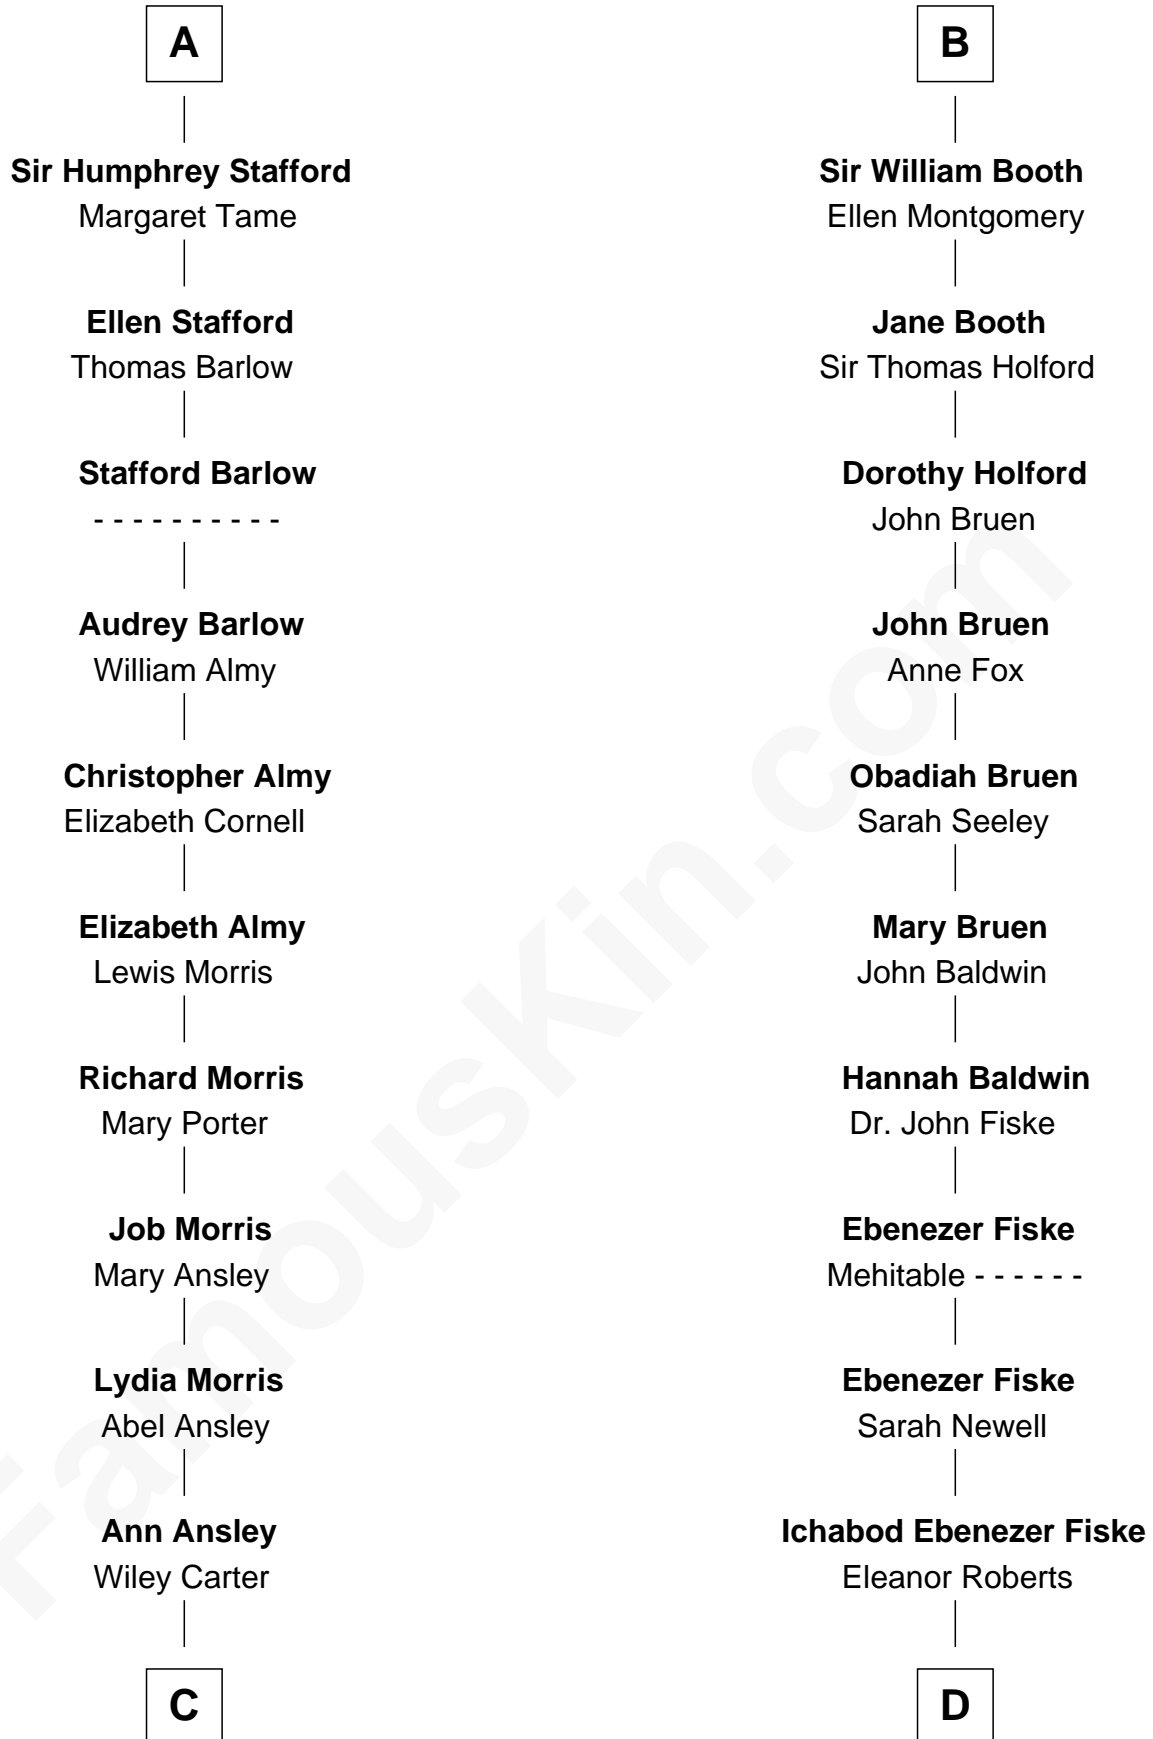 A
Sir Humphrey Stafford
Margaret Tame
Ellen Stafford
Thomas Barlow
Stafford Barlow
- - - - - - - - - -
Audrey Barlow
William Almy
Christopher Almy
Elizabeth Cornell
Elizabeth Almy
Lewis Morris
Richard Morris
Mary Porter
Job Morris
Mary Ansley
Lydia Morris
Abel Ansley
Ann Ansley
Wiley Carter
C
B
Sir William Booth
Ellen Montgomery
Jane Booth
Sir Thomas Holford
Dorothy Holford
John Bruen
John Bruen
Anne Fox
Obadiah Bruen
Sarah Seeley
Mary Bruen
John Baldwin
Hannah Baldwin
Dr. John Fiske
Ebenezer Fiske
Mehitable - - - - - -
Ebenezer Fiske
Sarah Newell
Ichabod Ebenezer Fiske
Eleanor Roberts
D
FamousKin.com